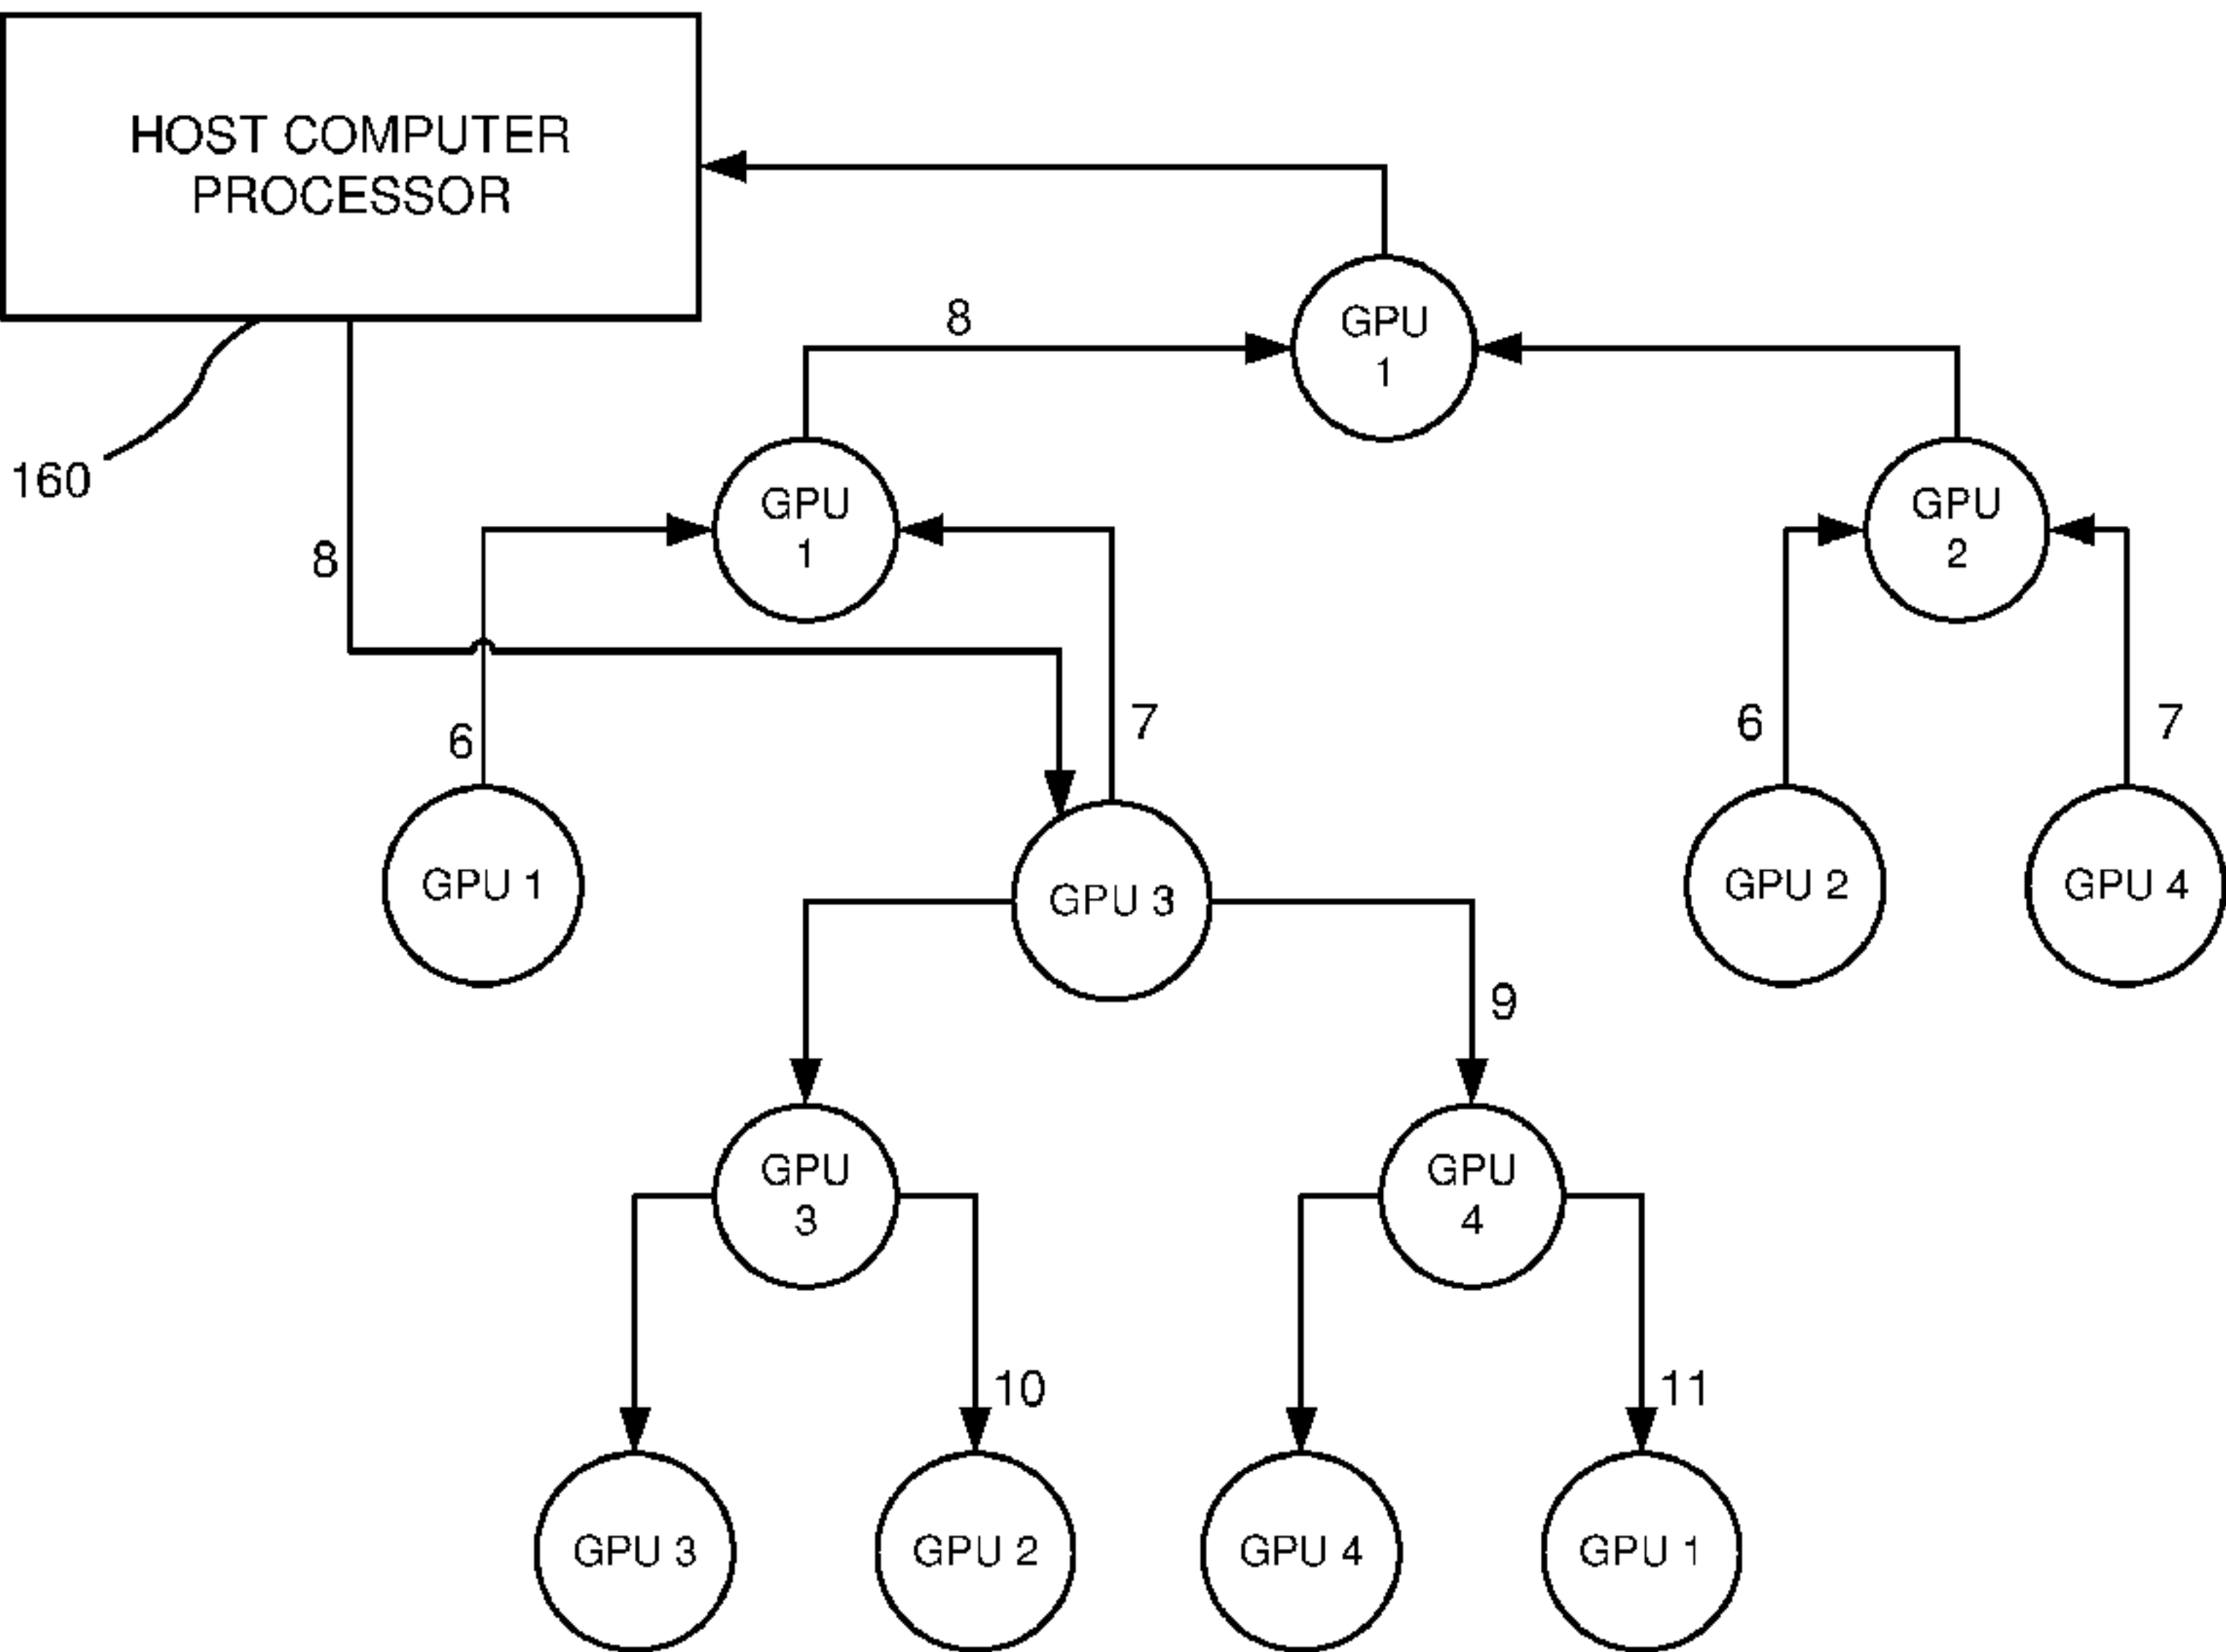 HOST COMPUTER
PROCESSOR
8
GPU
1
160
8
GPU
1
GPU
2
6
7
6
7
GPU 1
GPU 3
GPU 2
GPU 4
9
GPU
3
GPU
4
10
11
GPU 3
GPU 2
GPU 4
GPU 1